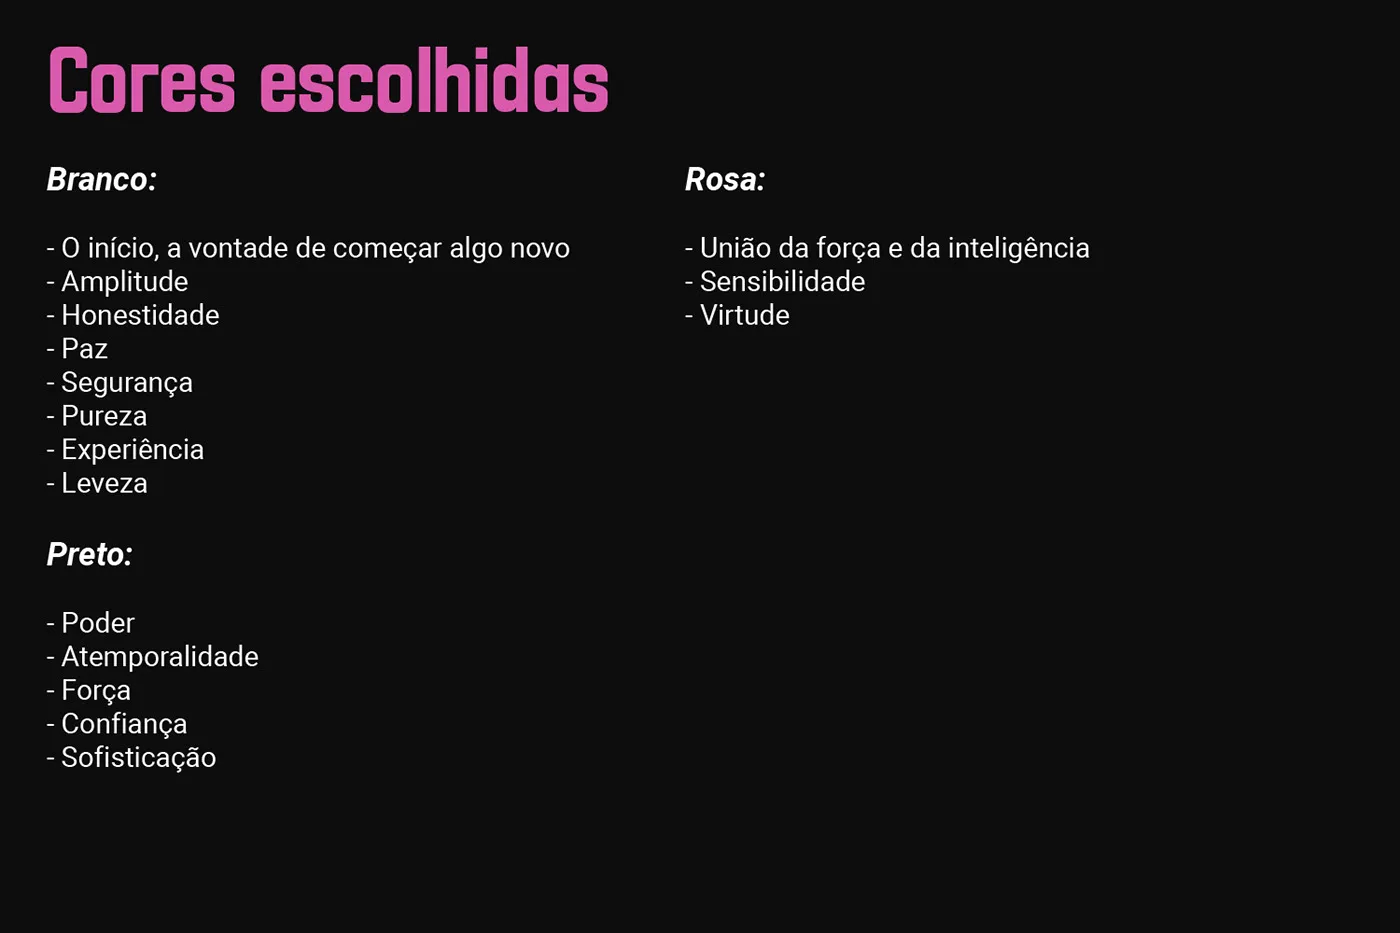 Cores escolhidas
Branco:
- O início, a vontade de começar algo novo
- Amplitude
- Honestidade
- Paz
- Segurança
- Pureza
- Experiência
- Leveza
Preto:
- Poder
- Atemporalidade
- Força
- Confiança
- Sofisticação
Rosa:
- União da força e da inteligência
- Sensibilidade
- Virtude